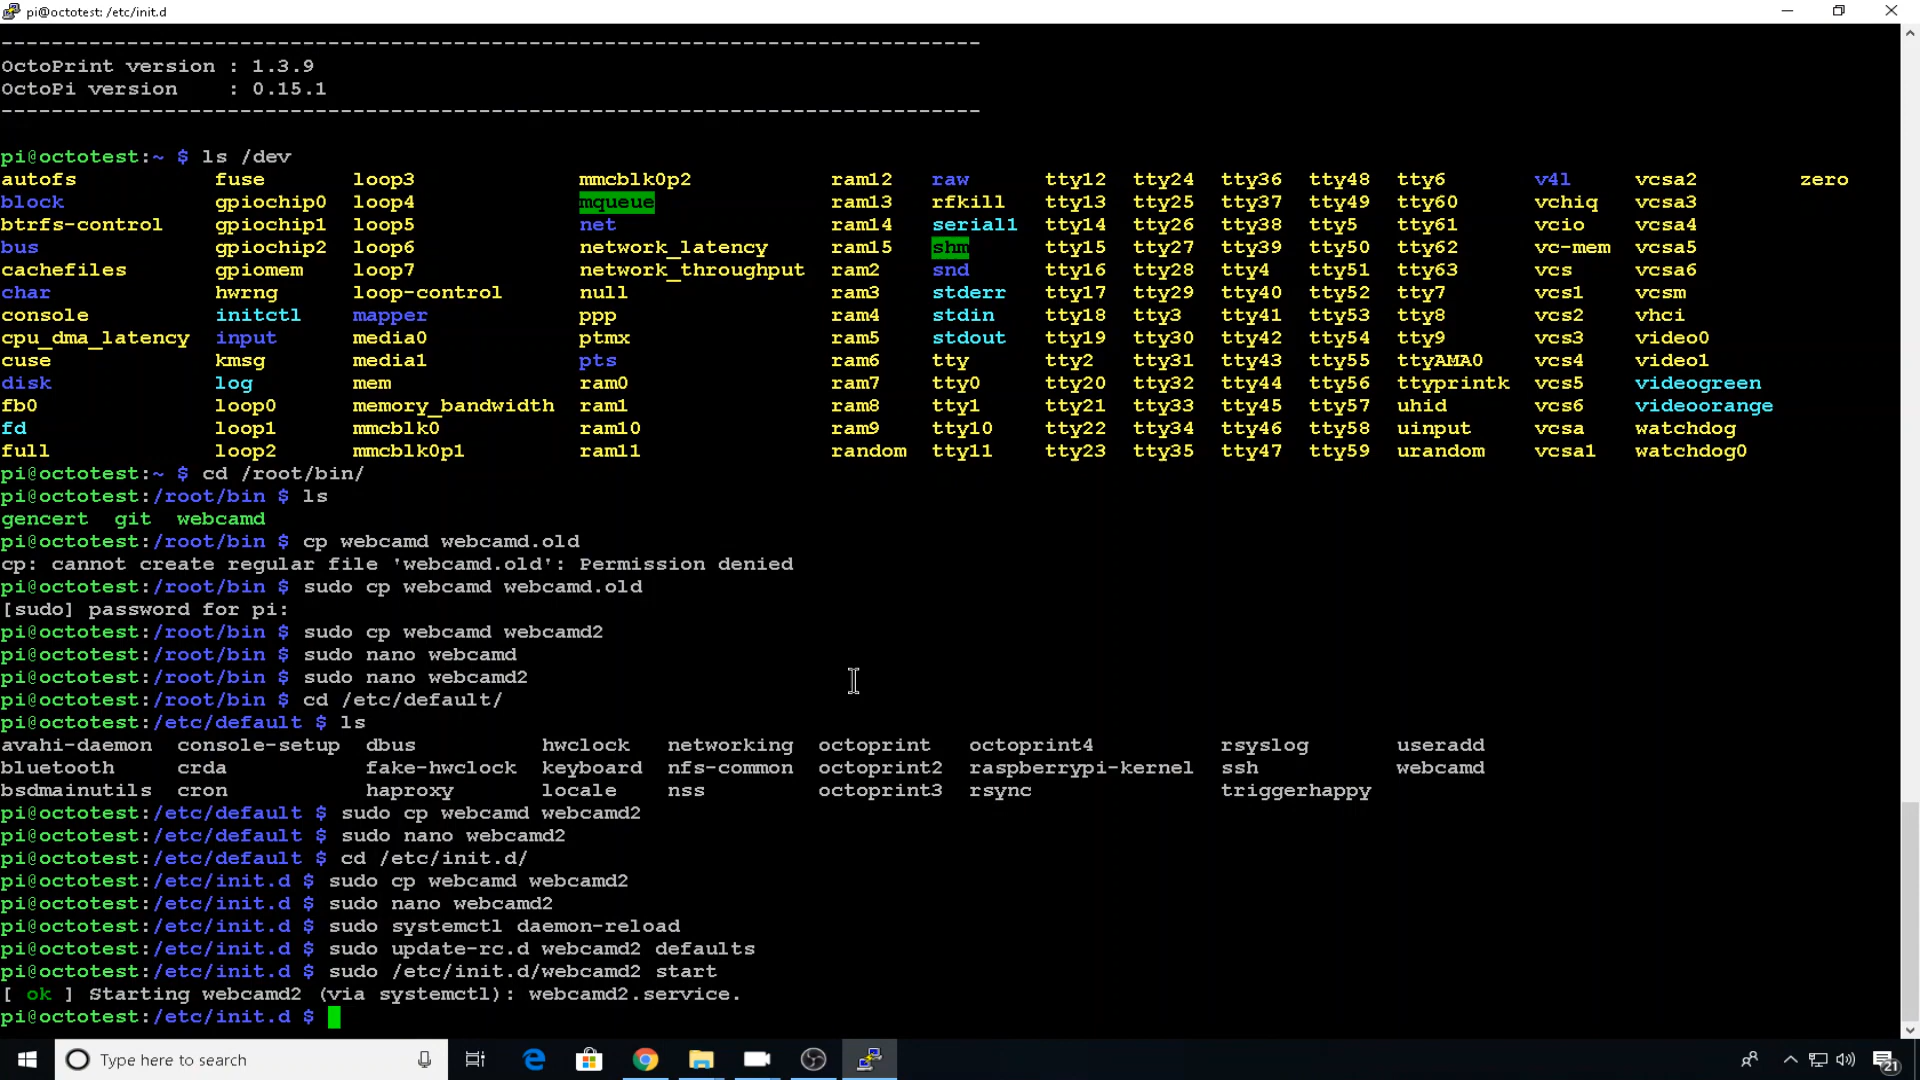 pi@octotest: /etc/init.d
--------------------------------------------------------------------------------
OctoPrint version : 1.3.9
OctoPi version    : 0.15.1
--------------------------------------------------------------------------------
pi@octotest:~ $ ls /dev
autofs fuse loop3 mmcblk0p2 ram12 raw tty12 tty24 tty36 tty48 tty6 v4l vcsa2 zero
block gpiochip0 loop4 mqueue ram13 rfkill tty13 tty25 tty37 tty49 tty60 vchiq vcsa3
btrfs-control gpiochip1 loop5 net ram14 serial1 tty14 tty26 tty38 tty5 tty61 vcio vcsa4
bus gpiochip2 loop6 network_latency ram15 shm tty15 tty27 tty39 tty50 tty62 vc-mem vcsa5
cachefiles gpiomem loop7 network_throughput ram2 snd tty16 tty28 tty4 tty51 tty63 vcs vcsa6
char hwrng loop-control null ram3 stderr tty17 tty29 tty40 tty52 tty7 vcs1 vcsm
console initctl mapper ppp ram4 stdin tty18 tty3 tty41 tty53 tty8 vcs2 vhci
cpu_dma_latency input media0 ptmx ram5 stdout tty19 tty30 tty42 tty54 tty9 vcs3 video0
cuse kmsg media1 pts ram6 tty tty2 tty31 tty43 tty55 ttyAMA0 vcs4 video1
disk log mem ram0 ram7 tty0 tty20 tty32 tty44 tty56 ttyprintk vcs5 videogreen
fb0 loop0 memory_bandwidth ram1 ram8 tty1 tty21 tty33 tty45 tty57 uhid vcs6 videoorange
fd loop1 mmcblk0 ram10 ram9 tty10 tty22 tty34 tty46 tty58 uinput vcsa watchdog
full loop2 mmcblk0p1 ram11 random tty11 tty23 tty35 tty47 tty59 urandom vcsa1 watchdog0
pi@octotest:~ $ cd /root/bin/
pi@octotest:/root/bin $ ls
gencert git webcamd
pi@octotest:/root/bin $ cp webcamd webcamd.old
cp: cannot create regular file 'webcamd.old': Permission denied
pi@octotest:/root/bin $ sudo cp webcamd webcamd.old
[sudo] password for pi:
pi@octotest:/root/bin $ sudo cp webcamd webcamd2
pi@octotest:/root/bin $ sudo nano webcamd
pi@octotest:/root/bin $ sudo nano webcamd2
pi@octotest:/root/bin $ cd /etc/default/
pi@octotest:/etc/default $ ls
avahi-daemon console-setup dbus hwclock networking octoprint octoprint4 rsyslog useradd
bluetooth crda fake-hwclock keyboard nfs-common octoprint2 raspberrypi-kernel ssh webcamd
bsdmainutils cron haproxy locale nss octoprint3 rsync triggerhappy
pi@octotest:/etc/default $ sudo cp webcamd webcamd2
pi@octotest:/etc/default $ sudo nano webcamd2
pi@octotest:/etc/default $ cd /etc/init.d/
pi@octotest:/etc/init.d $ sudo cp webcamd webcamd2
pi@octotest:/etc/init.d $ sudo nano webcamd2
pi@octotest:/etc/init.d $ sudo systemctl daemon-reload
pi@octotest:/etc/init.d $ sudo update-rc.d webcamd2 defaults
pi@octotest:/etc/init.d $ sudo /etc/init.d/webcamd2 start
[ ok ] Starting webcamd2 (via systemctl): webcamd2.service.
pi@octotest:/etc/init.d $
Type here to search
21